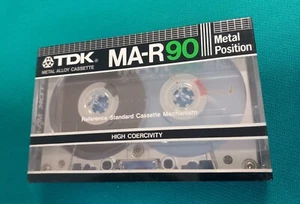 TDK MA-R90 Metal
METAL ALLOY CASSETTE Position
Reference Standard Cassette Mechanism
HIGH COERCIVITY